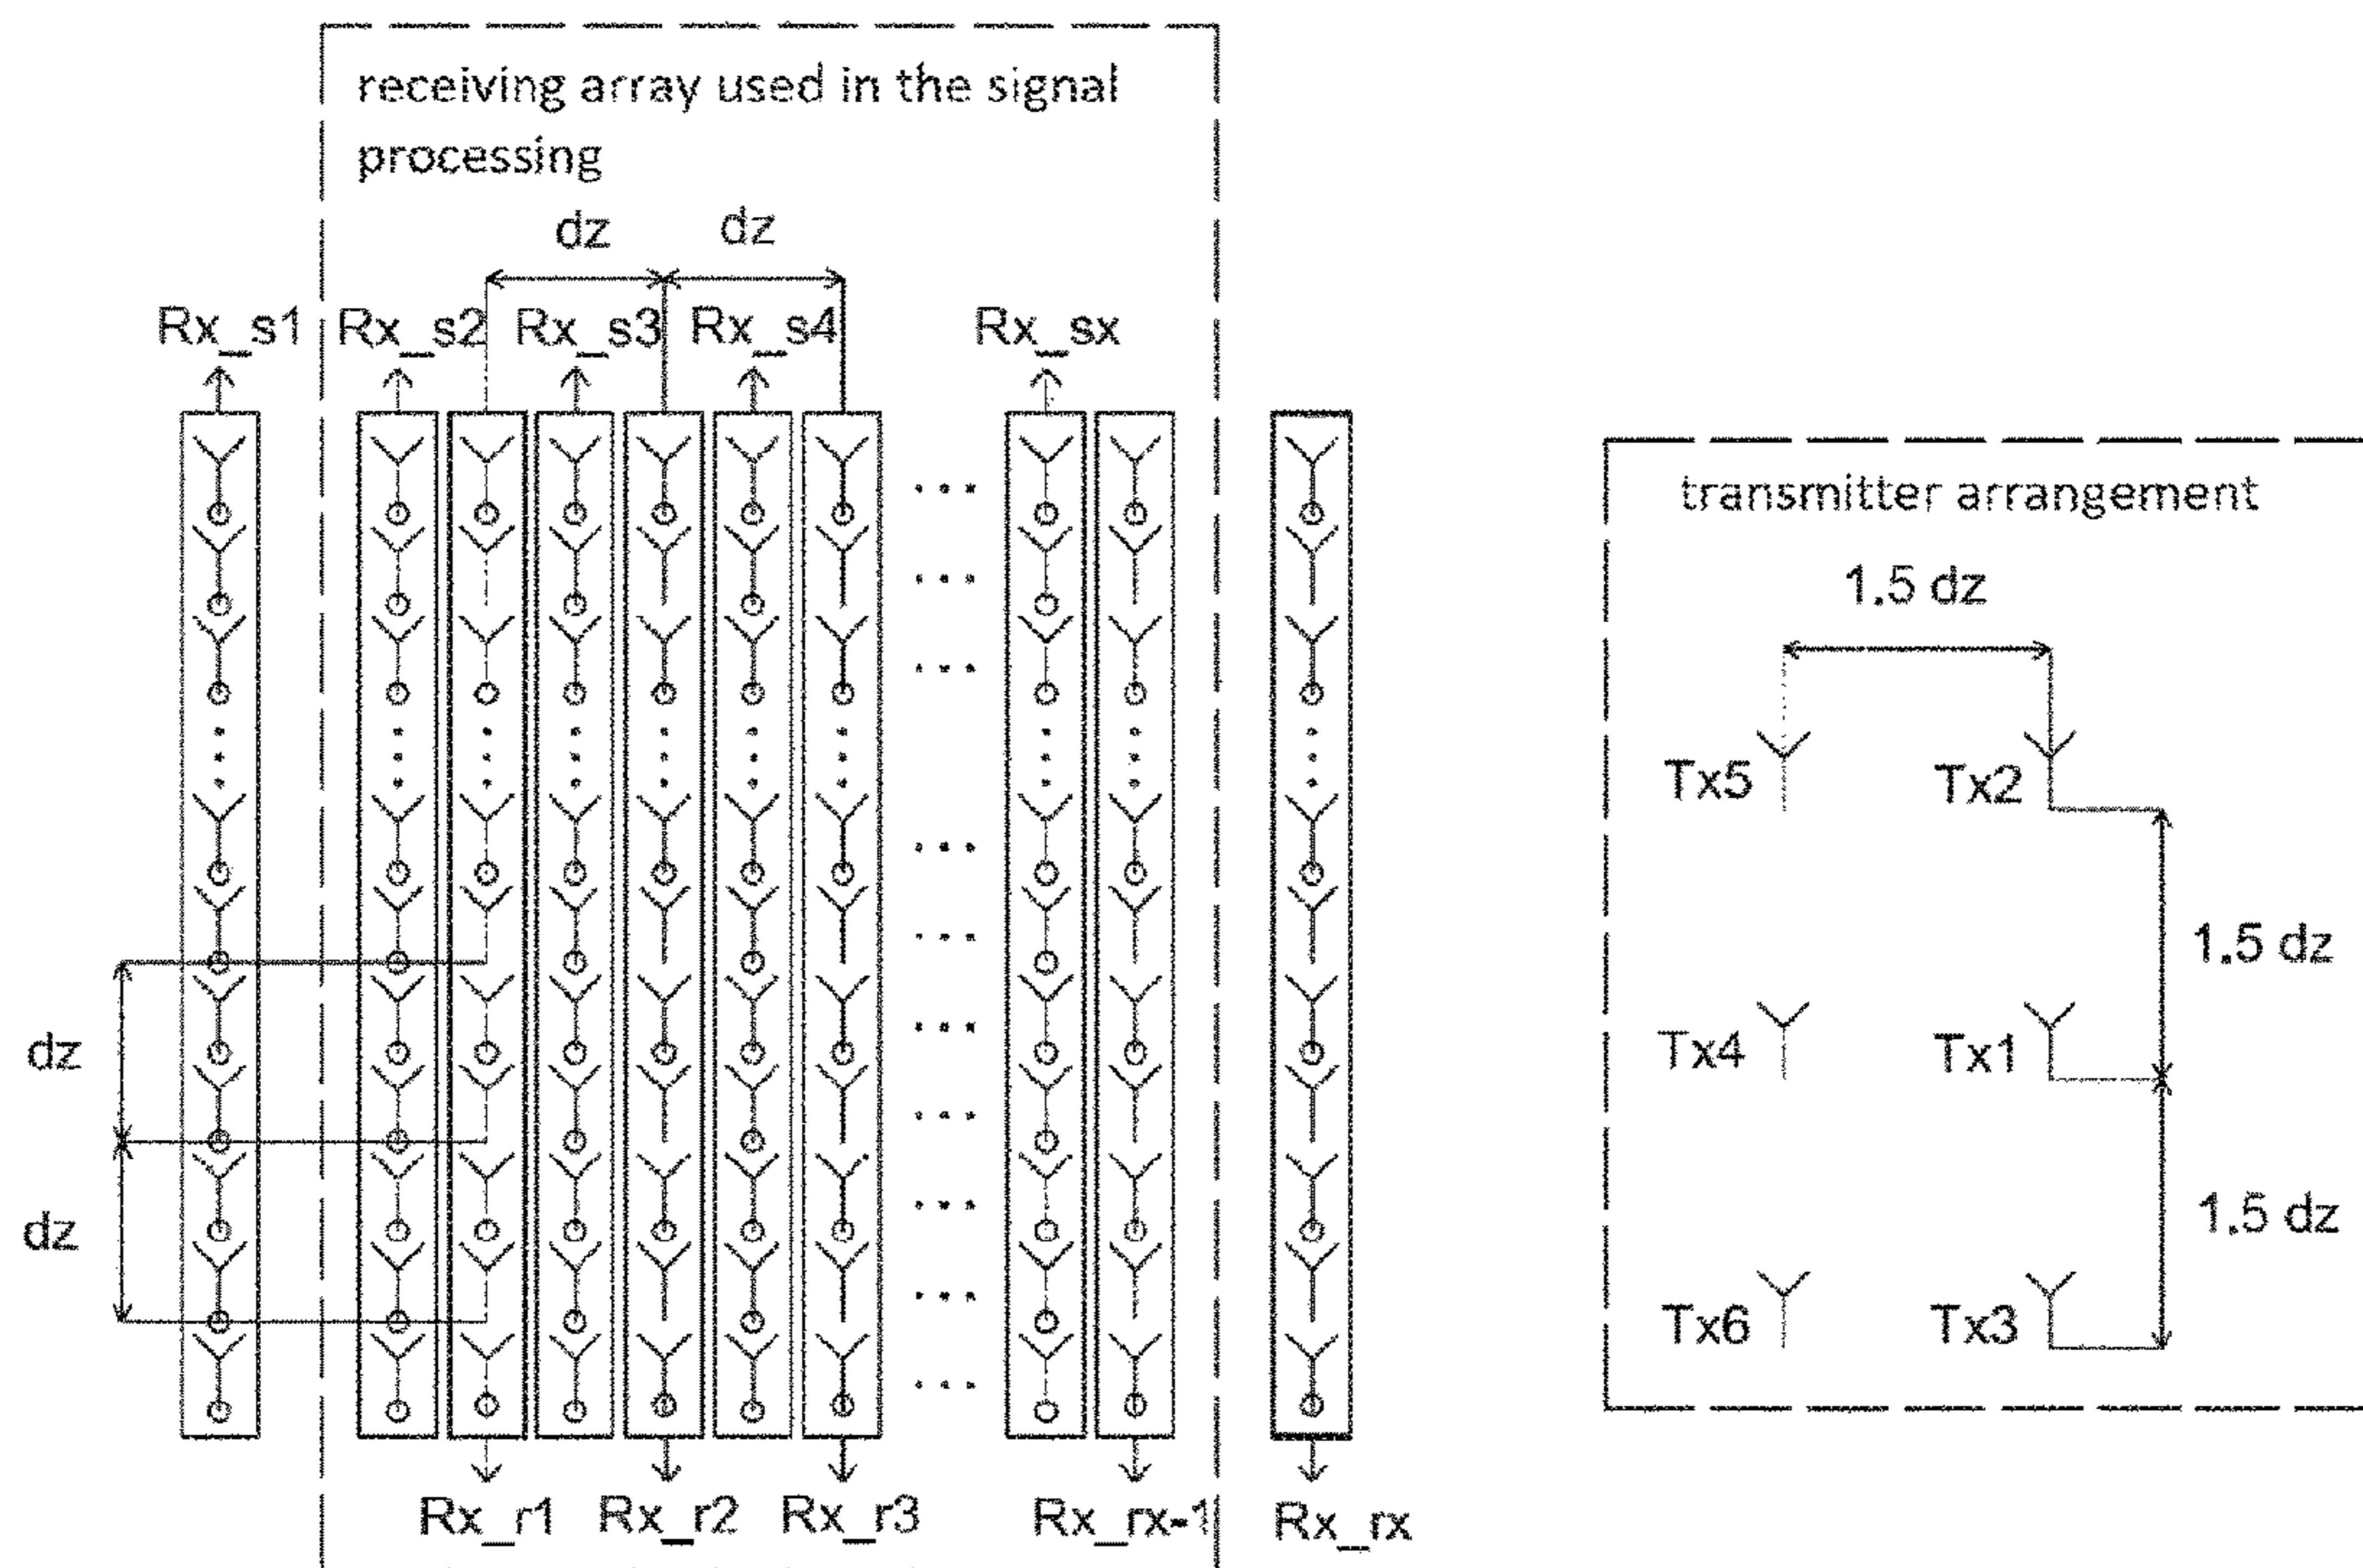 receiving array used in the signal
processing
dz dz
Rx_s1 Rx_s2 Rx_s3 Rx_s4 Rx_sx
transmitter arrangement
1.5 dz
Tx5 Tx2
1.5 dz
Tx4 Tx1
dz
1.5 dz
dz
Tx6 Tx3
Rx_r1 Rx_r2 Rx_r3 Rx_rx-1 Rx_rx